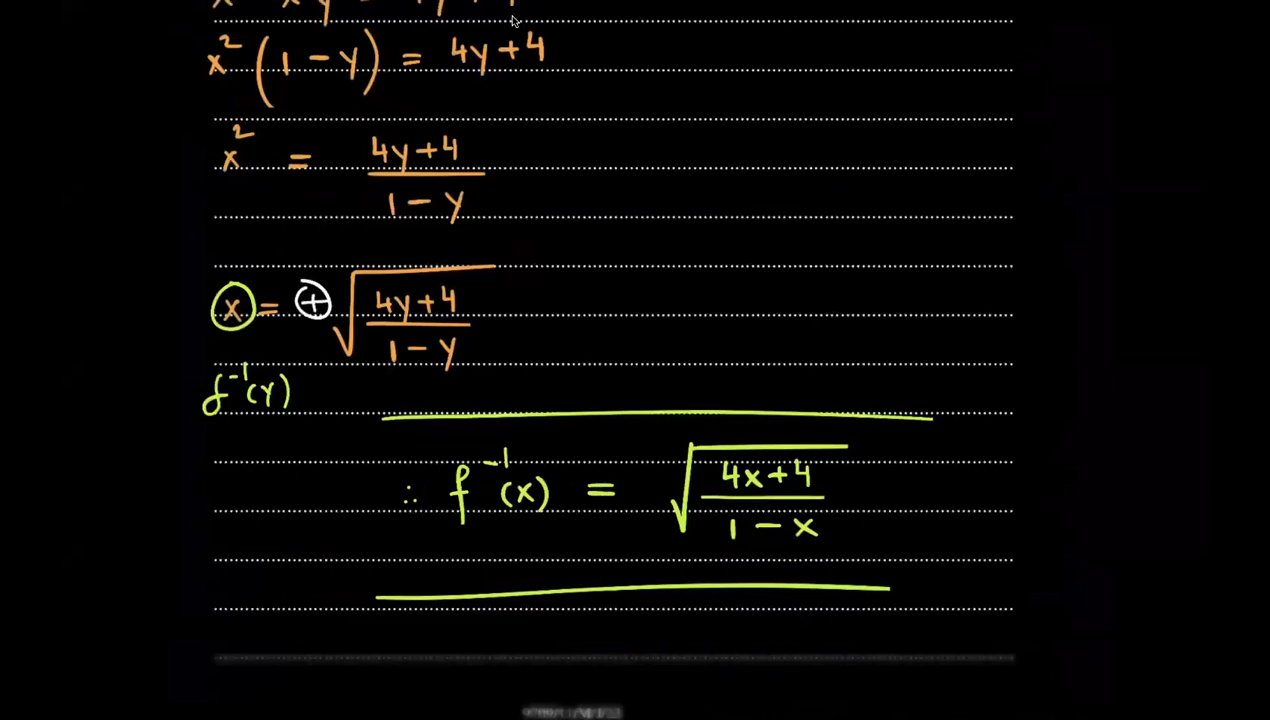 x² (1 - y) = 4y + 4
x² = 4y + 4 / 1 - y
x = + √(4y + 4 / 1 - y)
f⁻¹(y)
∴ f⁻¹(x) = √(4x + 4 / 1 - x)